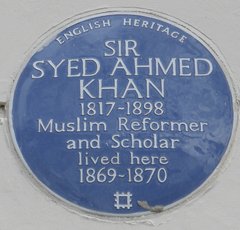 ENGLISH HERITAGE
SIR
SYED AHMED
KHAN
1817-1898
Muslim Reformer
and Scholar
lived here
1869-1870